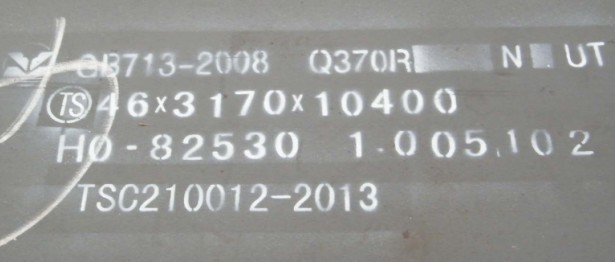 GB713-2008 Q370R N UT
TS 46×3170×10400
H0-82530 1.005.102
TSC210012-2013